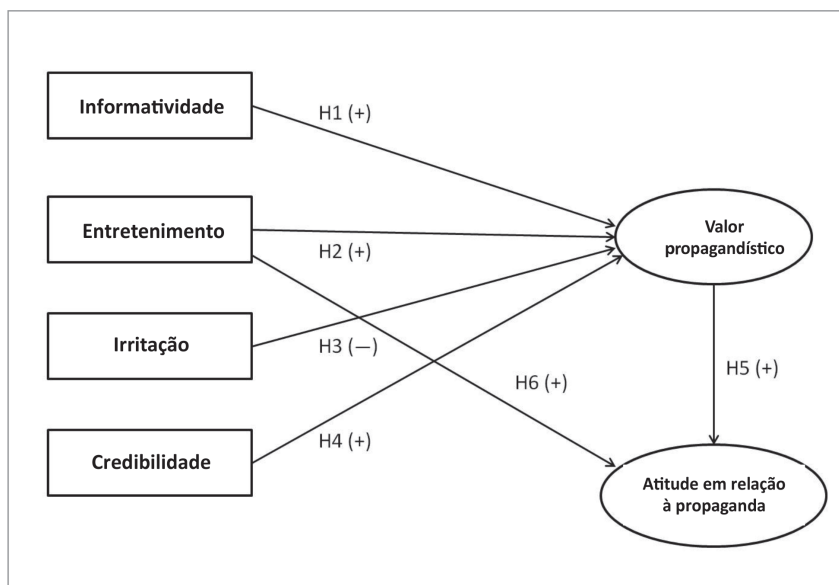 Informatividade
H1 (+)
Entretenimento
H2 (+)
Valor
propagandístico
Irritação
H3 (—)
H6 (+)
H5 (+)
Credibilidade
H4 (+)
Atitude em relação
à propaganda